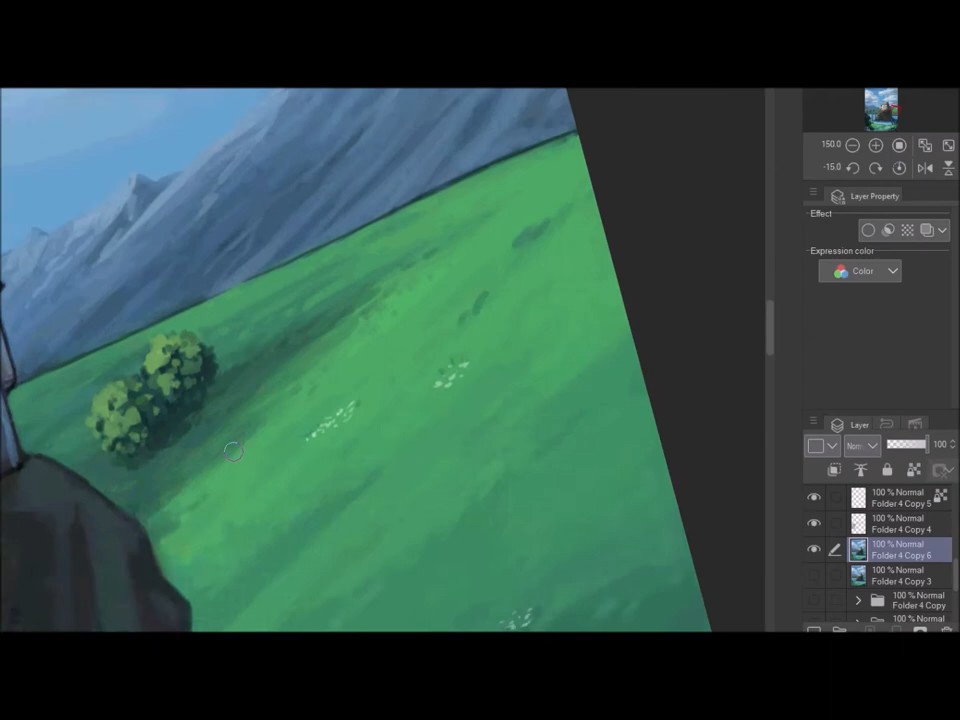 150.0
-15.0
Layer Property
Effect
Expression color
Color
Layer
Norm
100
100 % Normal
Folder 4 Copy 5
100 % Normal
Folder 4 Copy 4
100 % Normal
Folder 4 Copy 6
100 % Normal
Folder 4 Copy 3
100 % Normal
Folder 4 Copy
100 % Normal